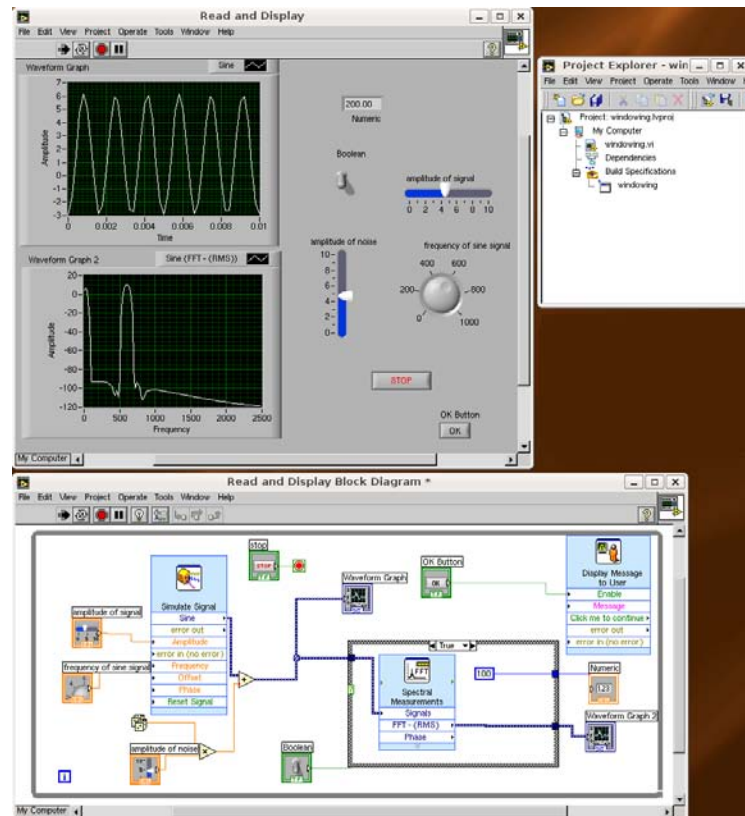 Read and Display
File Edit View Project Operate Tools Window Help
Waveform Graph
Sine
7-
6-
5-
4-
3-
2-
1-
0-
-1-
-2-
-3-
Amplitude
0 0.002 0.004 0.006 0.008 0.01
Time
Waveform Graph 2
Sine (FFT - (RMS))
20-
0-
-20-
-40-
-60-
-80-
-100-
-120-
Amplitude
0 500 1000 1500 2000 2500
Frequency
200.00
Numeric
Boolean
amplitude of signal
0 2 4 6 8 10
amplitude of noise
10-
8-
6-
4-
2-
0-
frequency of sine signal
400 600
200 800
0 1000
STOP
OK Button
OK
My Computer
Project Explorer - win
File Edit View Project Operate Tools Window
Project: windowing.lvproj
My Computer
windowing.vi
Dependencies
Build Specifications
windowing
Read and Display Block Diagram *
File Edit View Project Operate Tools Window Help
stop
STOP
TF
amplitude of signal
frequency of sine signal
amplitude of noise
Simulate Signal
Sine
error out
Amplitude
error in (no error)
Frequency
Offset
Phase
Reset Signal
Waveform Graph
OK Button
OK
TF
Display Message
to User
Enable
Message
Click me to continue
error out
error in (no error)
True
FFT
Spectral
Measurements
Signals
FFT - (RMS)
Phase
100
Numeric
123
Waveform Graph 2
Boolean
TF
i
My Computer